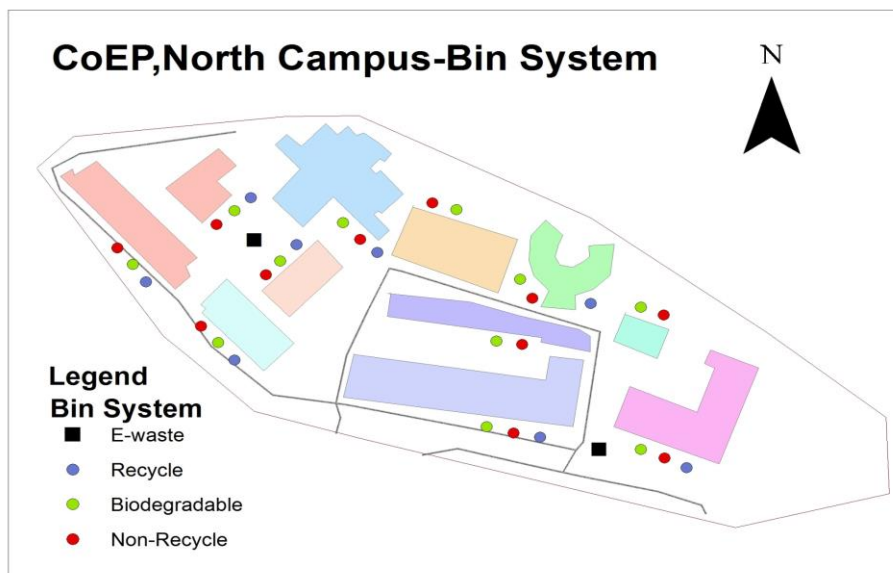 CoEP,North Campus-Bin System
N
Legend
Bin System
E-waste
Recycle
Biodegradable
Non-Recycle